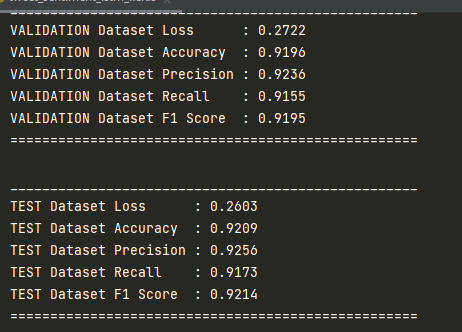 VALIDATION Dataset Loss      : 0.2722
VALIDATION Dataset Accuracy  : 0.9196
VALIDATION Dataset Precision : 0.9236
VALIDATION Dataset Recall    : 0.9155
VALIDATION Dataset F1 Score  : 0.9195
====================================================
____________________________________________________
TEST Dataset Loss      : 0.2603
TEST Dataset Accuracy  : 0.9209
TEST Dataset Precision : 0.9256
TEST Dataset Recall    : 0.9173
TEST Dataset F1 Score  : 0.9214
====================================================